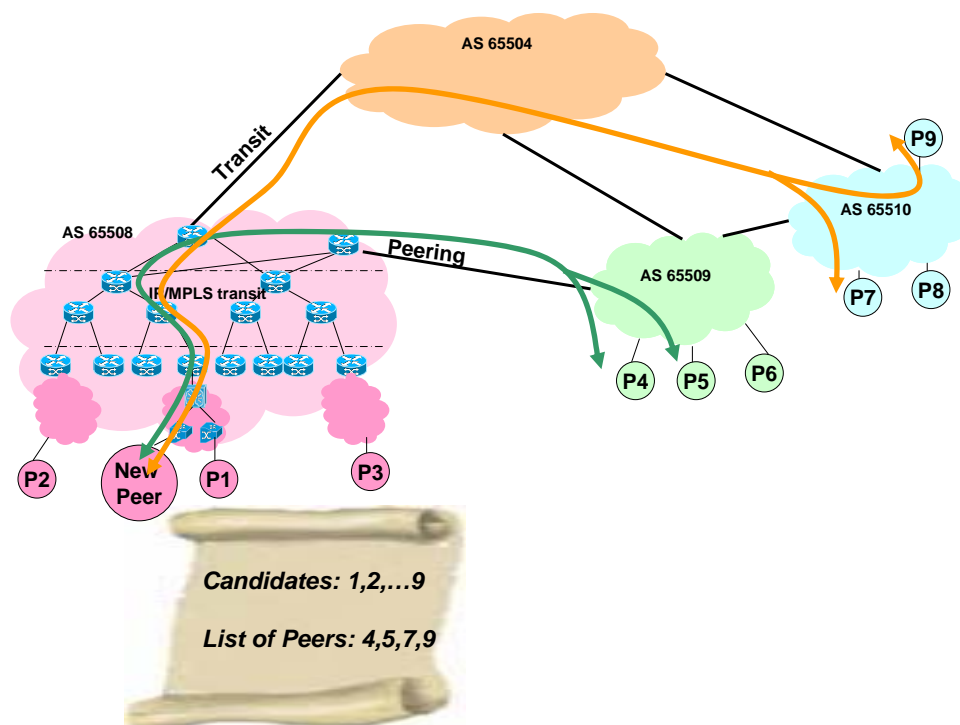 AS 65504
Transit
P9
AS 65510
AS 65508
Peering
AS 65509
IP/MPLS transit
P7
P8
P4
P5
P6
P2
New
Peer
P1
P3
Candidates: 1,2,…9
List of Peers: 4,5,7,9